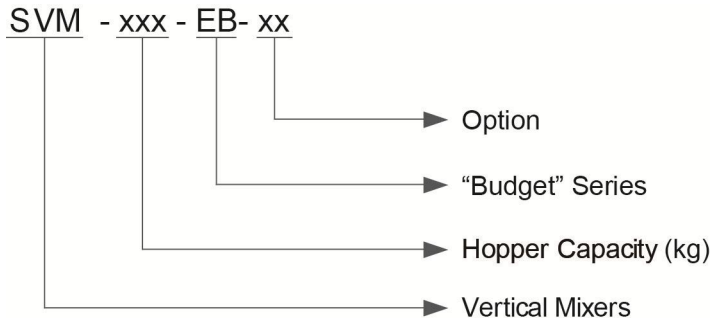 SVM - xxx - EB- xx
Option
“Budget” Series
Hopper Capacity (kg)
Vertical Mixers